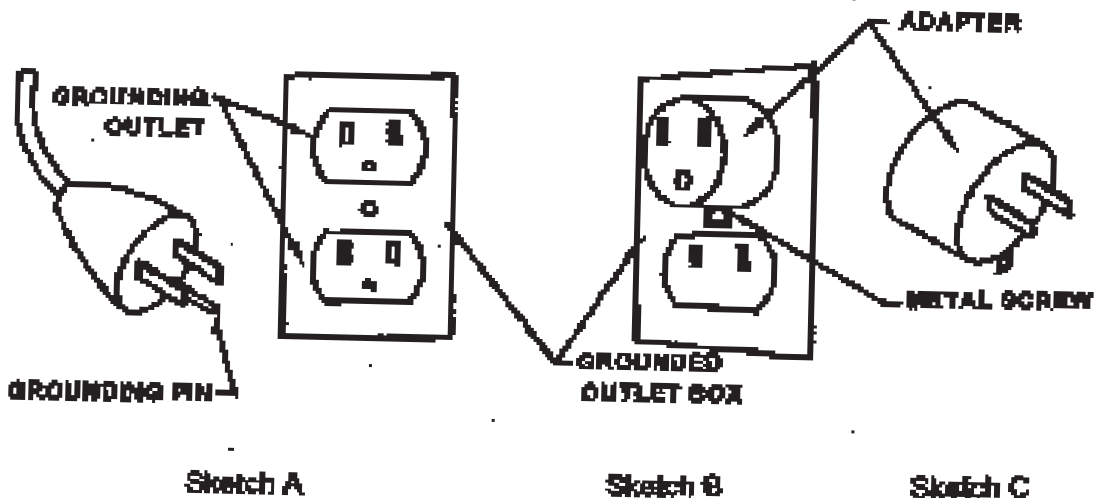 ADAPTER
GROUNDING
OUTLET
METAL SCREW
GROUNDED
OUTLET BOX
GROUNDING PIN
Sketch A
Sketch B
Sketch C